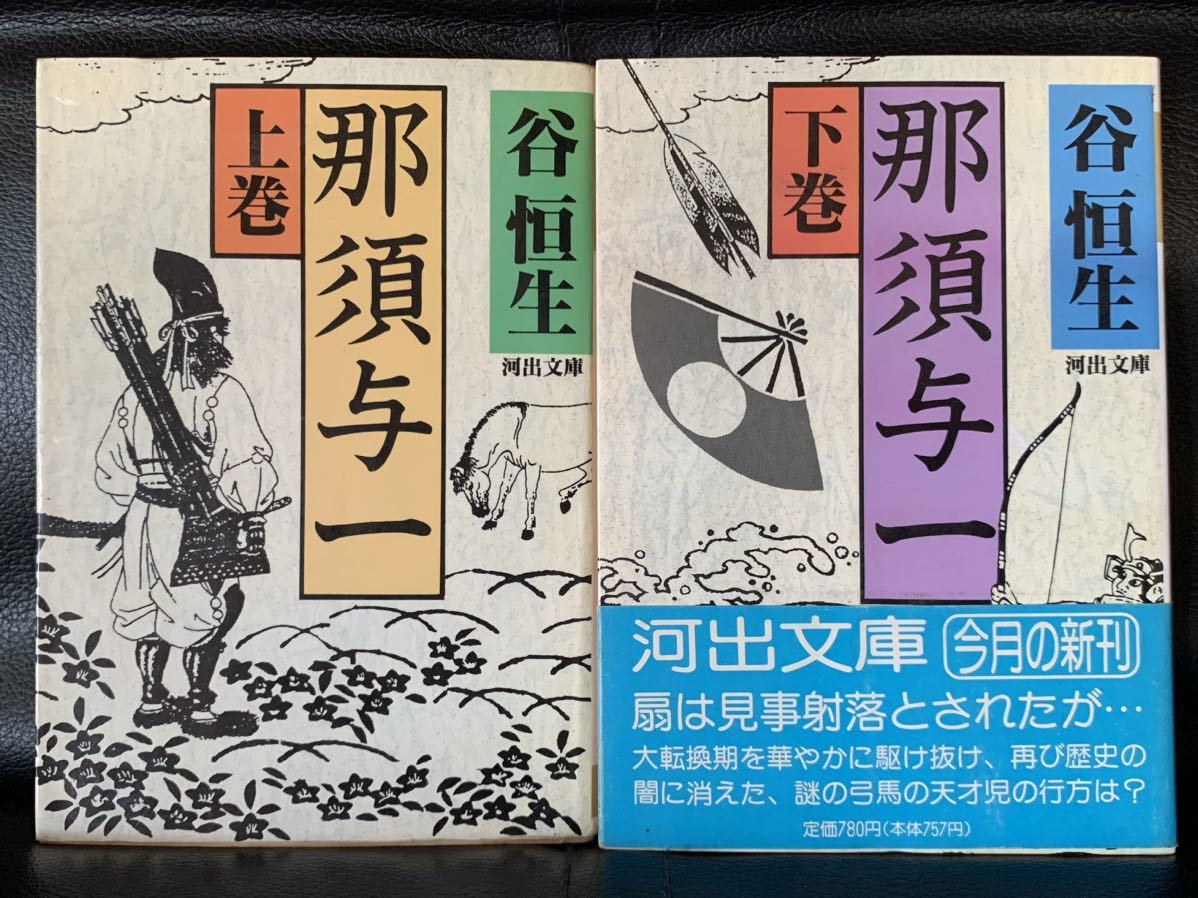 谷恒生
河出文庫
那須与一
上巻
谷恒生
河出文庫
那須与一
下巻
河出文庫 今月の新刊
扇は見事射落とされたが…
大転換期を華やかに駆け抜け、再び歴史の
闇に消えた、謎の弓馬の天才児の行方は?
定価780円(本体757円)